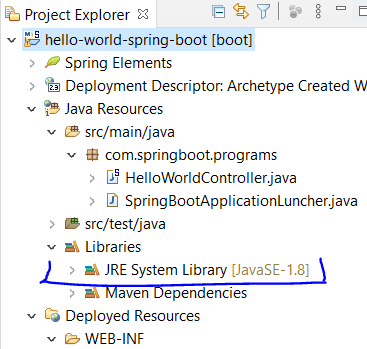 Project Explorer
hello-world-spring-boot [boot]
Spring Elements
Deployment Descriptor: Archetype Created W
Java Resources
src/main/java
com.springboot.programs
HelloWorldController.java
SpringBootApplicationLuncher.java
src/test/java
Libraries
JRE System Library [JavaSE-1.8]
Maven Dependencies
Deployed Resources
WEB-INF